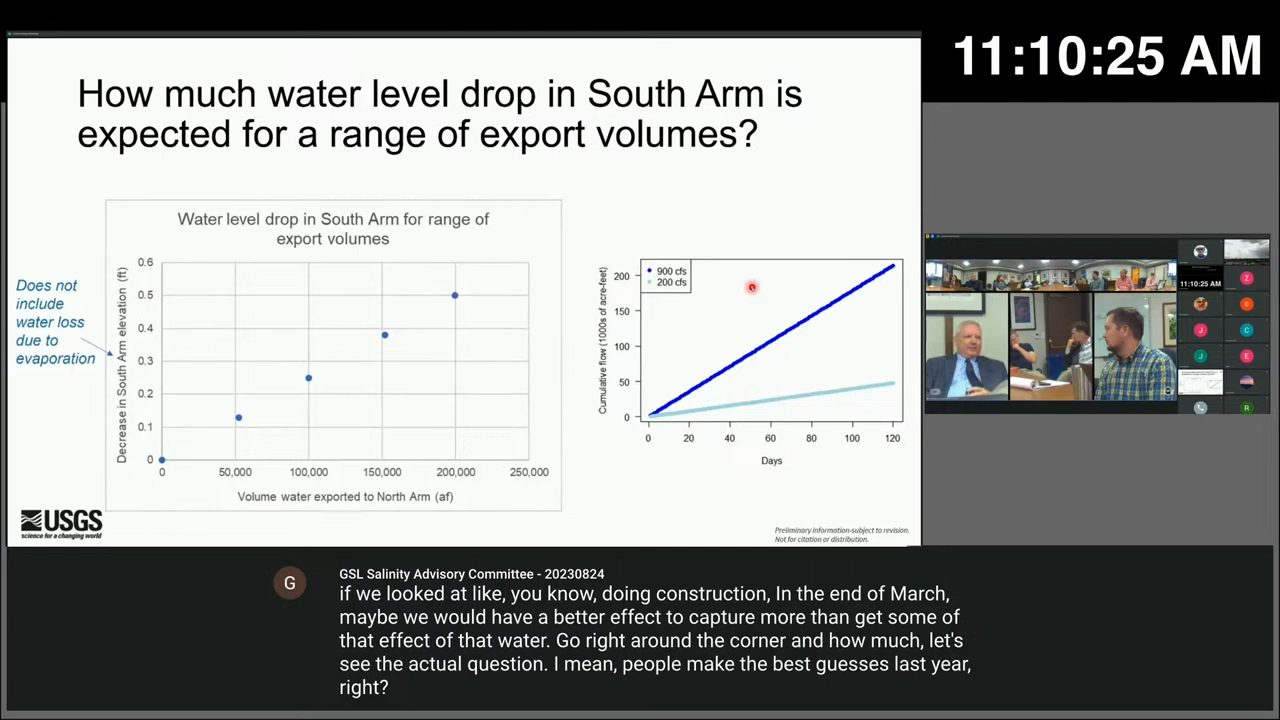 11:10:25 AM
How much water level drop in South Arm is
expected for a range of export volumes?
Water level drop in South Arm for range of
export volumes
Does not
include
water loss
due to
evaporation
Decrease in South Arm elevation (ft)
0.6
0.5
0.4
0.3
0.2
0.1
0
0
50,000
100,000
150,000
200,000
250,000
Volume water exported to North Arm (af)
900 cfs
200 cfs
Cumulative flow (1000s of acre-feet)
200
150
100
50
0
0
20
40
60
80
100
120
Days
USGS
science for a changing world
Preliminary information-subject to revision.
Not for citation or distribution.
11:10:25 AM
Z
C
J
C
J
E
R
G
GSL Salinity Advisory Committee - 20230824
if we looked at like, you know, doing construction, In the end of March,
maybe we would have a better effect to capture more than get some of
that effect of that water. Go right around the corner and how much, let's
see the actual question. I mean, people make the best guesses last year,
right?